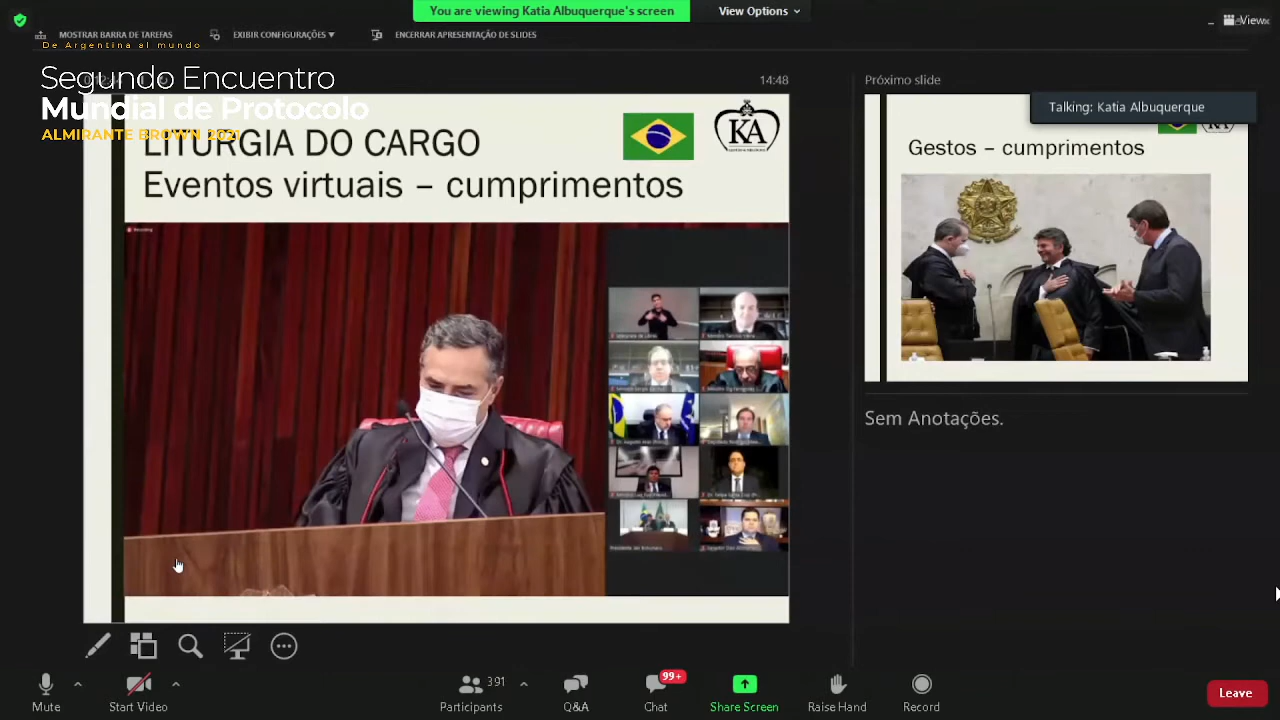 You are viewing Katia Albuquerque's screen
View Options
View
MOSTRAR BARRA DE TAREFAS
EXIBIR CONFIGURAÇÕES
ENCERRAR APRESENTAÇÃO DE SLIDES
De Argentina al mundo
Segundo Encuentro
Mundial de Protocolo
ALMIRANTE BROWN 2021
14:48
Próximo slide
Talking: Katia Albuquerque
LITURGIA DO CARGO
Eventos virtuais – cumprimentos
KA
Gestos – cumprimentos
Recording
Sem Anotações.
Mute
Start Video
391
Participants
Q&A
99+
Chat
Share Screen
Raise Hand
Record
Leave